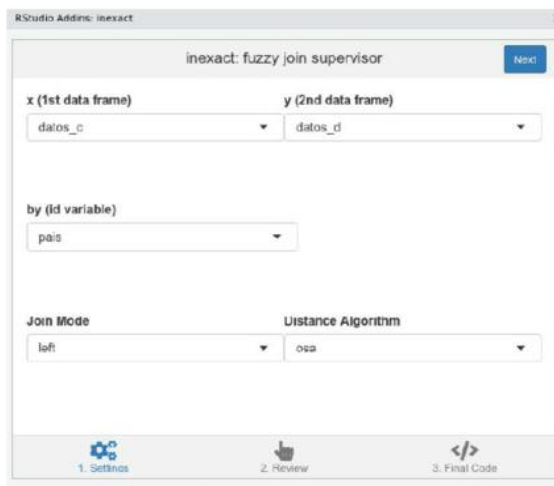 RStudio Addins: inexact
inexact: fuzzy join supervisor
Next
x (1st data frame)
y (2nd data frame)
datos_c
datos_d
by (id variable)
pais
Join Mode
Distance Algorithm
left
osa
1. Settings
2. Review
3. Final Code